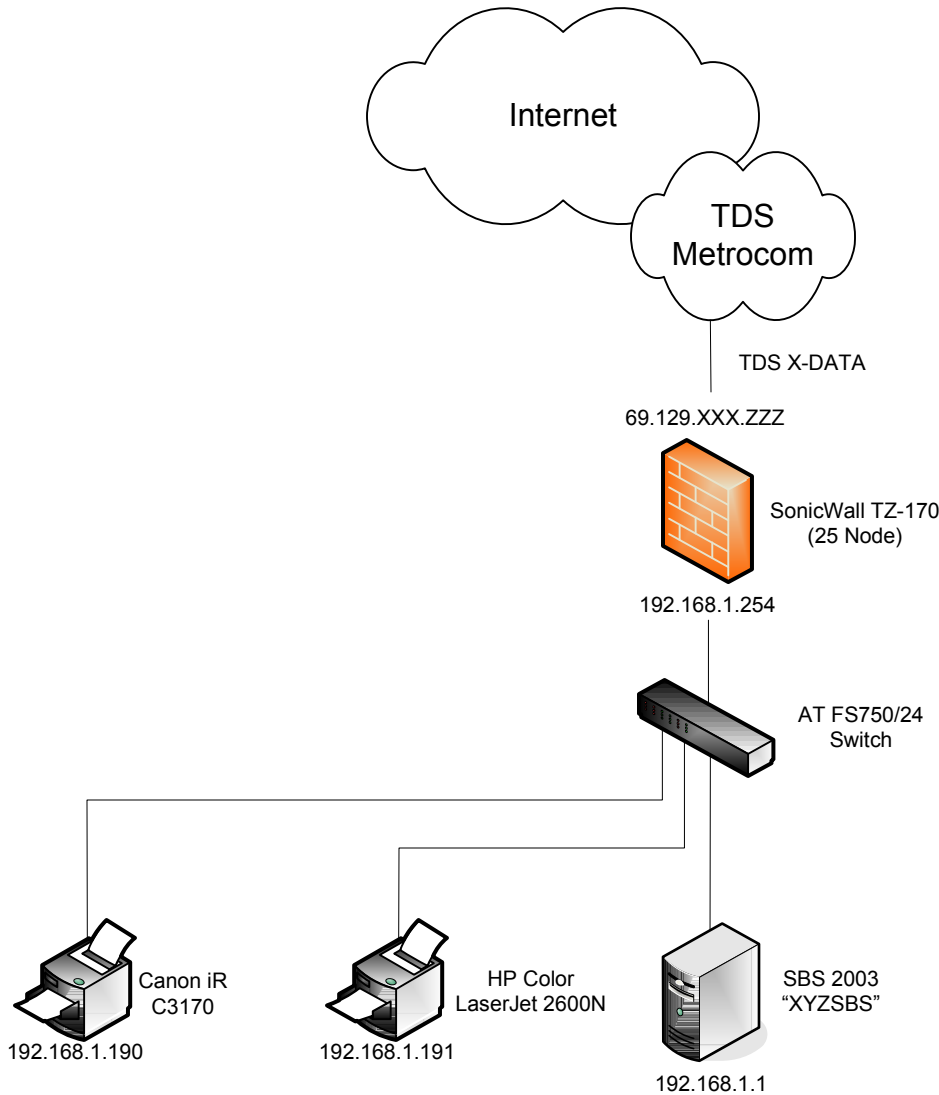 Internet
TDS
Metrocom
TDS X-DATA
69.129.XXX.ZZZ
SonicWall TZ-170
(25 Node)
192.168.1.254
AT FS750/24
Switch
Canon iR
C3170
192.168.1.190
HP Color
LaserJet 2600N
192.168.1.191
SBS 2003
“XYZSBS”
192.168.1.1